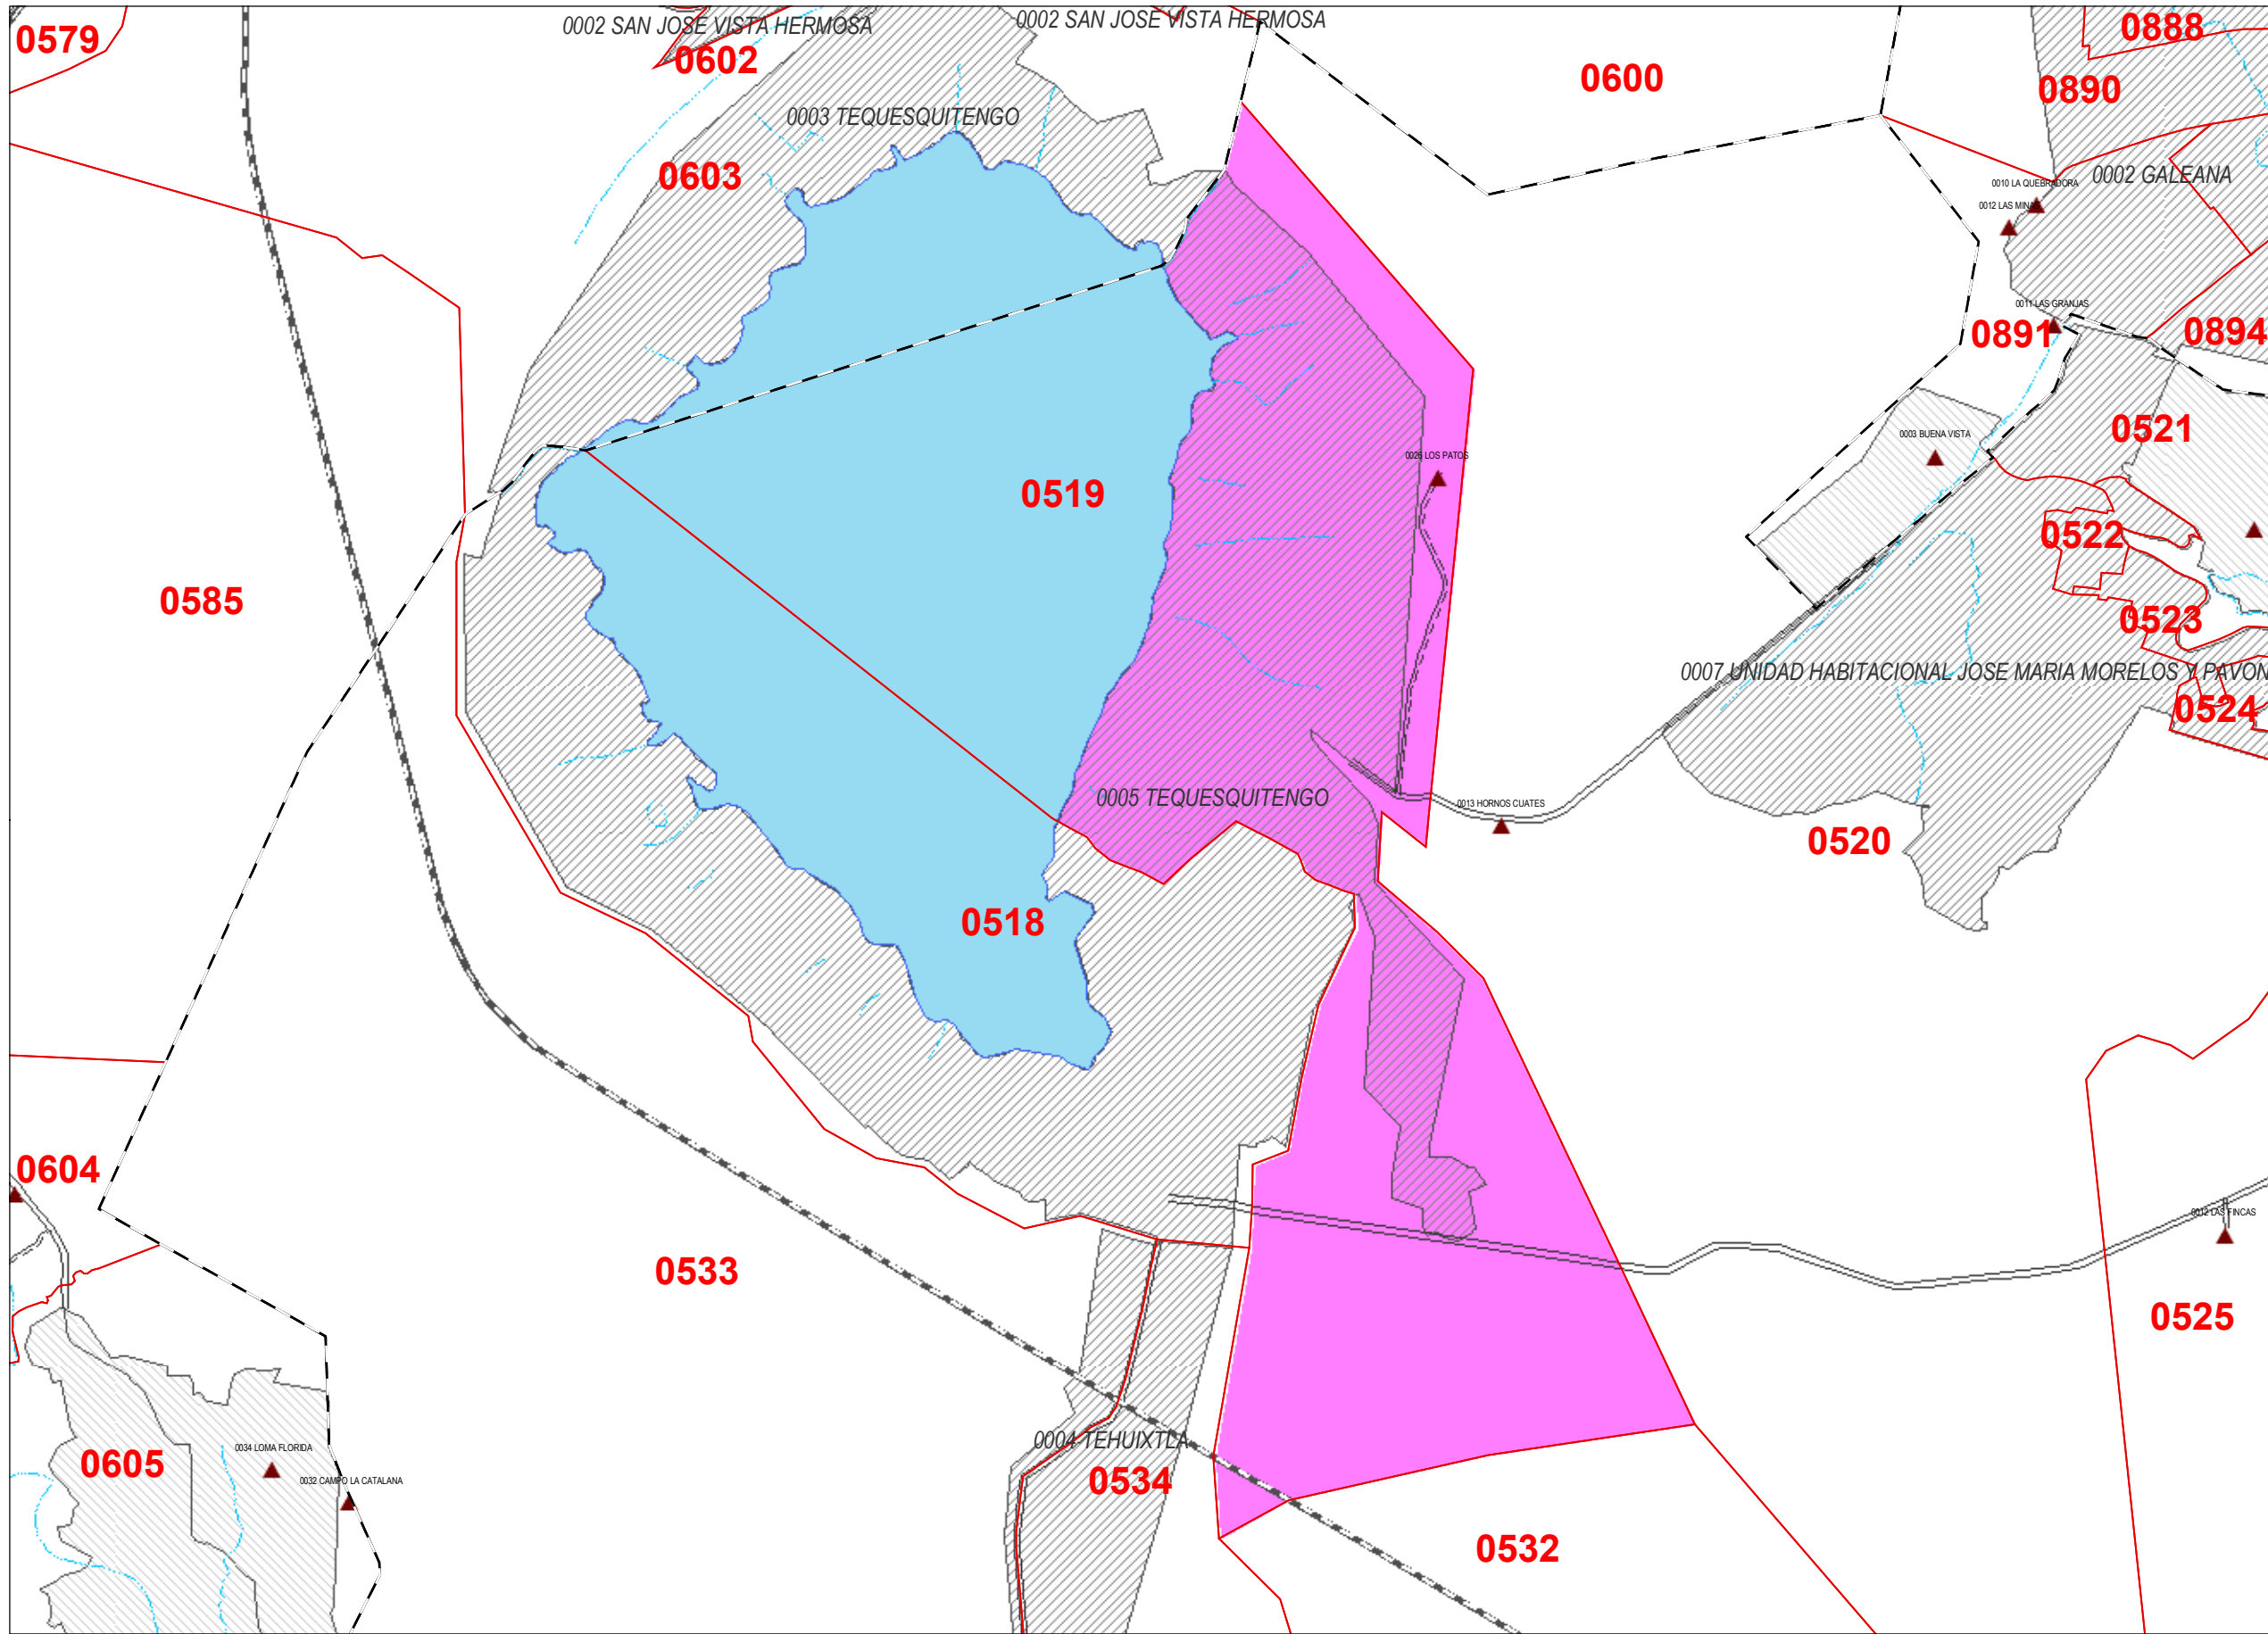 0002 SAN JOSE VISTA HERMOSA
0002 SAN JOSE VISTA HERMOSA
0579
0888
0602
0600
0890
0003 TEQUESQUITENGO
0603
0002 GALEANA
0010 LA QUEBRADORA
0012 LAS MINAS
0011 LAS GRANJAS
0891
0894
0521
0003 BUENA VISTA
0026 LOS PATOS
0519
0522
0585
0523
0007 UNIDAD HABITACIONAL JOSE MARIA MORELOS Y PAVON
0524
0005 TEQUESQUITENGO
0013 HORNOS CUATES
0520
0518
0604
0012 LAS FINCAS
0533
0525
0004 TEHUIXTLA
0034 LOMA FLORIDA
0605
0032 CAMPO LA CATALANA
0534
0532